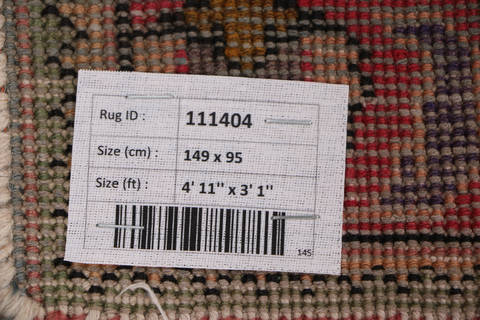 Rug ID : 111404
Size (cm) : 149 x 95
Size (ft) : 4' 11'' x 3' 1''
145